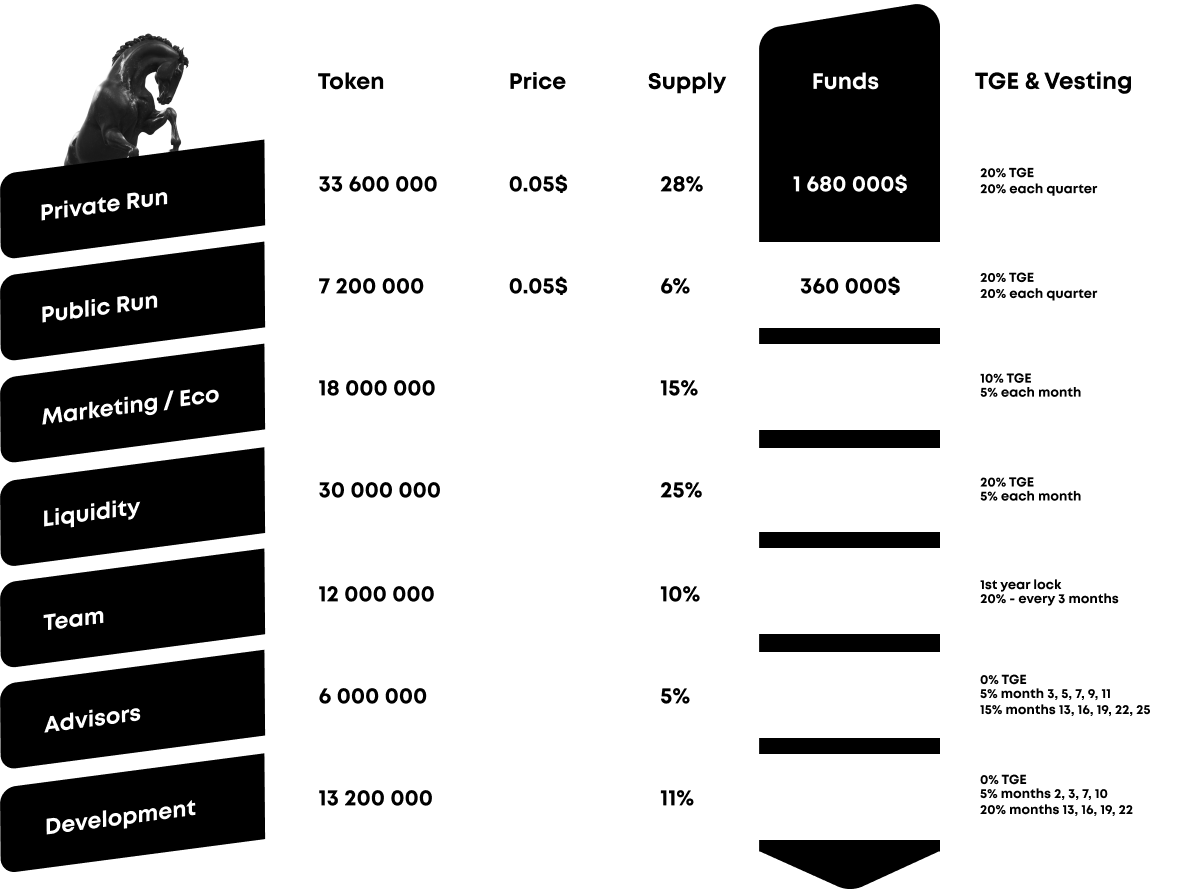 Token Price Supply Funds TGE & Vesting
Private Run 33 600 000 0.05$ 28% 1 680 000$ 20% TGE
20% each quarter
Public Run 7 200 000 0.05$ 6% 360 000$ 20% TGE
20% each quarter
Marketing / Eco 18 000 000 15% 10% TGE
5% each month
Liquidity 30 000 000 25% 20% TGE
5% each month
Team 12 000 000 10% 1st year lock
20% - every 3 months
Advisors 6 000 000 5% 0% TGE
5% month 3, 5, 7, 9, 11
15% months 13, 16, 19, 22, 25
Development 13 200 000 11% 0% TGE
5% months 2, 3, 7, 10
20% months 13, 16, 19, 22